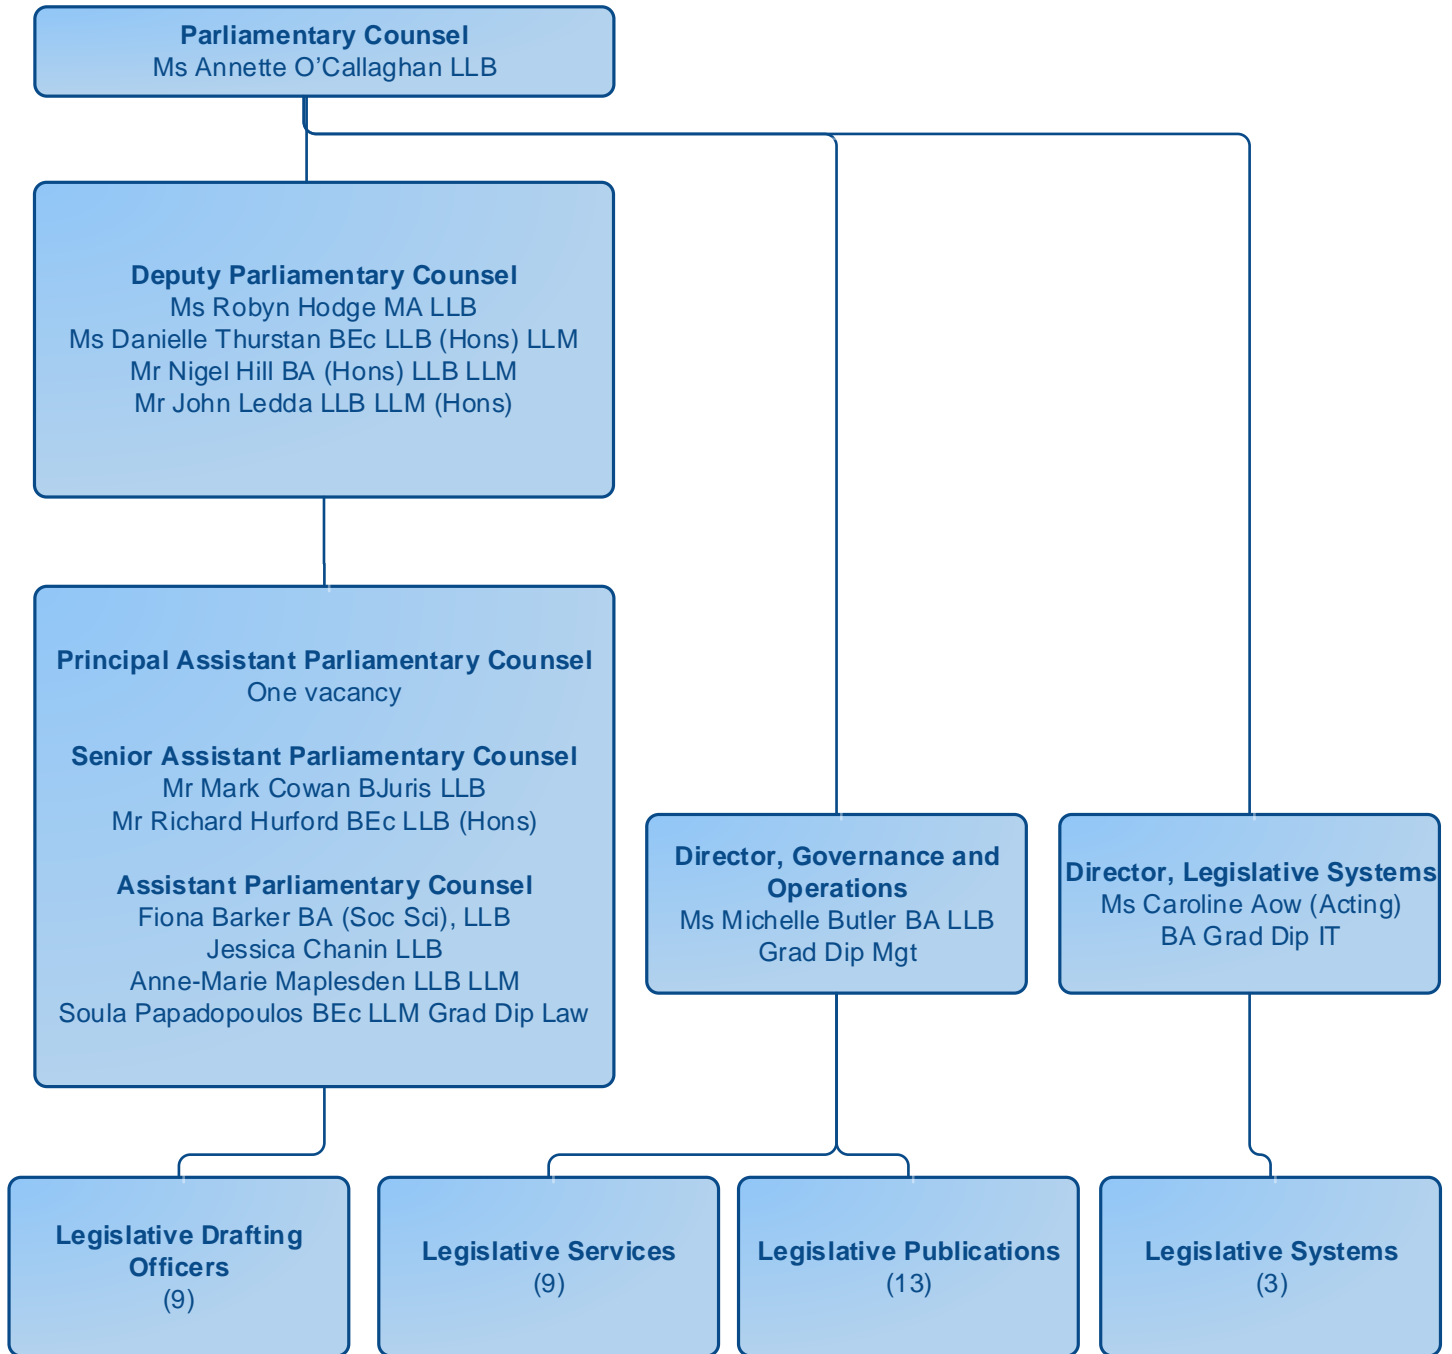 Parliamentary Counsel
Ms Annette O'Callaghan LLB
Deputy Parliamentary Counsel
Ms Robyn Hodge MA LLB
Ms Danielle Thurstan BEc LLB (Hons) LLM
Mr Nigel Hill BA (Hons) LLB LLM
Mr John Ledda LLB LLM (Hons)
Principal Assistant Parliamentary Counsel
One vacancy
Senior Assistant Parliamentary Counsel
Mr Mark Cowan BJuris LLB
Mr Richard Hurford BEc LLB (Hons)
Assistant Parliamentary Counsel
Fiona Barker BA (Soc Sci), LLB
Jessica Chanin LLB
Anne-Marie Maplesden LLB LLM
Soula Papadopoulos BEc LLM Grad Dip Law
Director, Governance and
Operations
Ms Michelle Butler BA LLB
Grad Dip Mgt
Director, Legislative Systems
Ms Caroline Aow (Acting)
BA Grad Dip IT
Legislative Drafting
Officers
(9)
Legislative Services
(9)
Legislative Publications
(13)
Legislative Systems
(3)